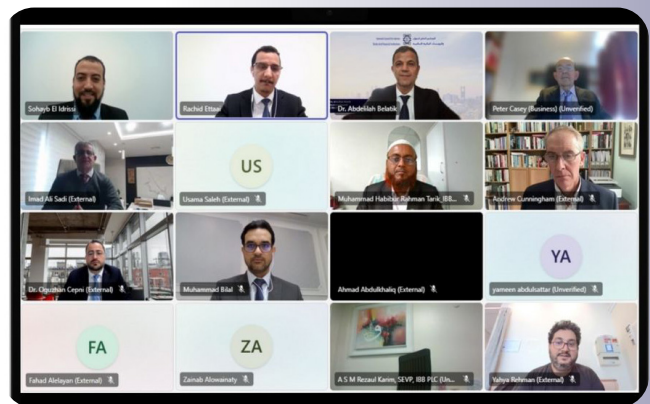 Sohayb El Idrissi
Rachid Ettaai
Dr. Abdelilah Belatik
Peter Casey (Business) (Unverified)
Imad Ali Sadi (External)
US
Usama Saleh (External)
Muhammad Habibur Rahman Tarik, IBB...
Andrew Cunningham (External)
Dr. Oguzhan Cepni (External)
Muhammad Bilal
Ahmad Abdulkhaliq (External)
YA
yameen abdulsattar (Unverified)
FA
Fahad Alelayan (External)
ZA
Zainab Alowainaty
A S M Rezaul Karim, SEVP, IBB PLC (Un...
Yahya Rehman (External)